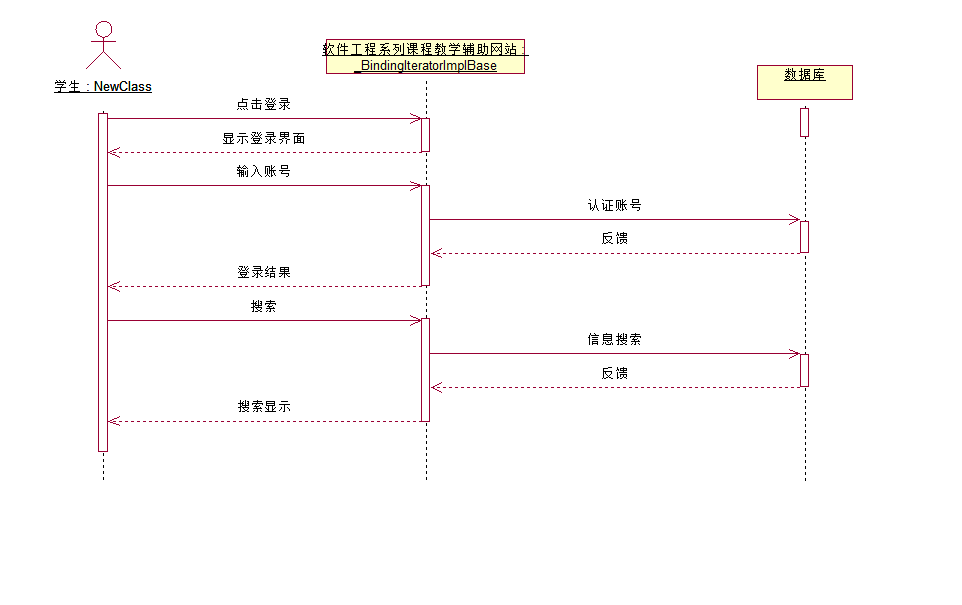 软件工程系列课程教学辅助网站 :
_BindingIteratorImplBase
数据库
学生 : NewClass
点击登录
显示登录界面
输入账号
认证账号
反馈
登录结果
搜索
信息搜索
反馈
搜索显示